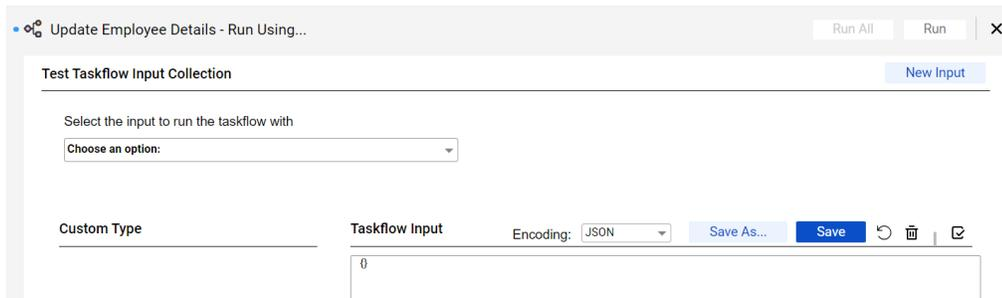 Update Employee Details - Run Using...
Run All
Run
Test Taskflow Input Collection
New Input
Select the input to run the taskflow with
Choose an option:
Custom Type
Taskflow Input
Encoding:
JSON
Save As...
Save
{}